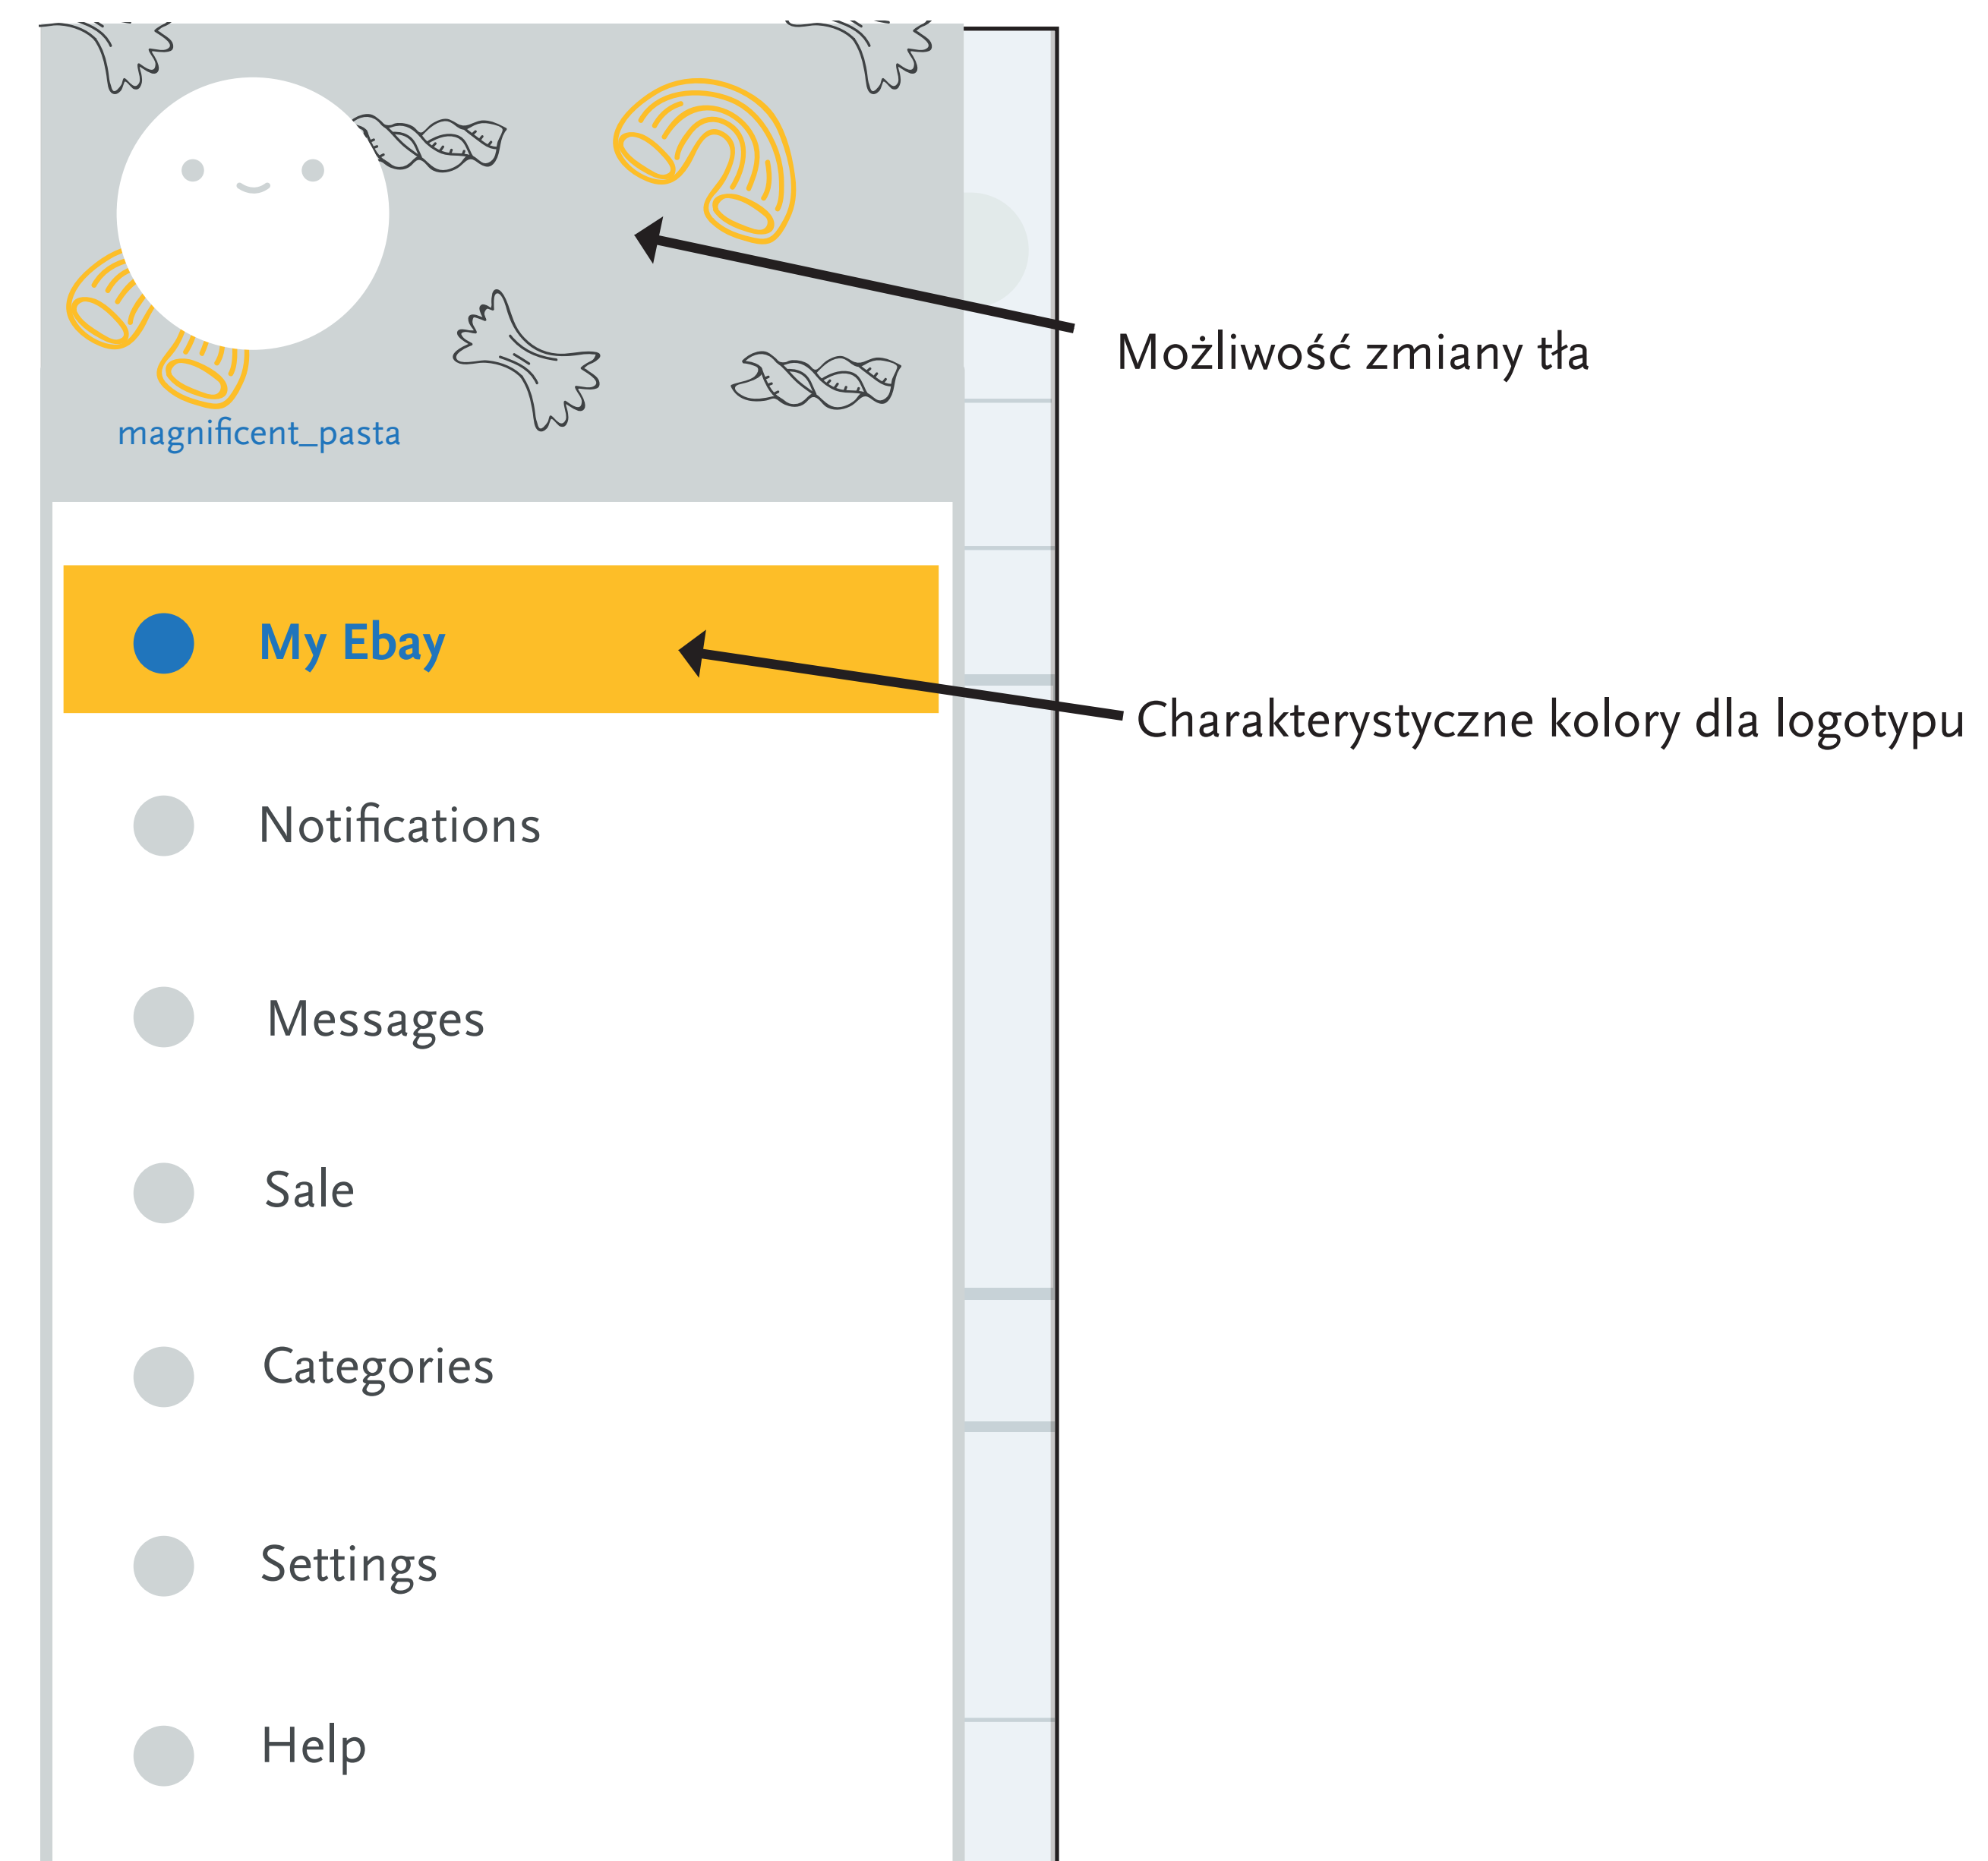 Możliwość zmiany tła
magnificent_pasta
My Ebay
Charakterystyczne kolory dla logotypu
Notifications
Messages
Sale
Categories
Settings
Help